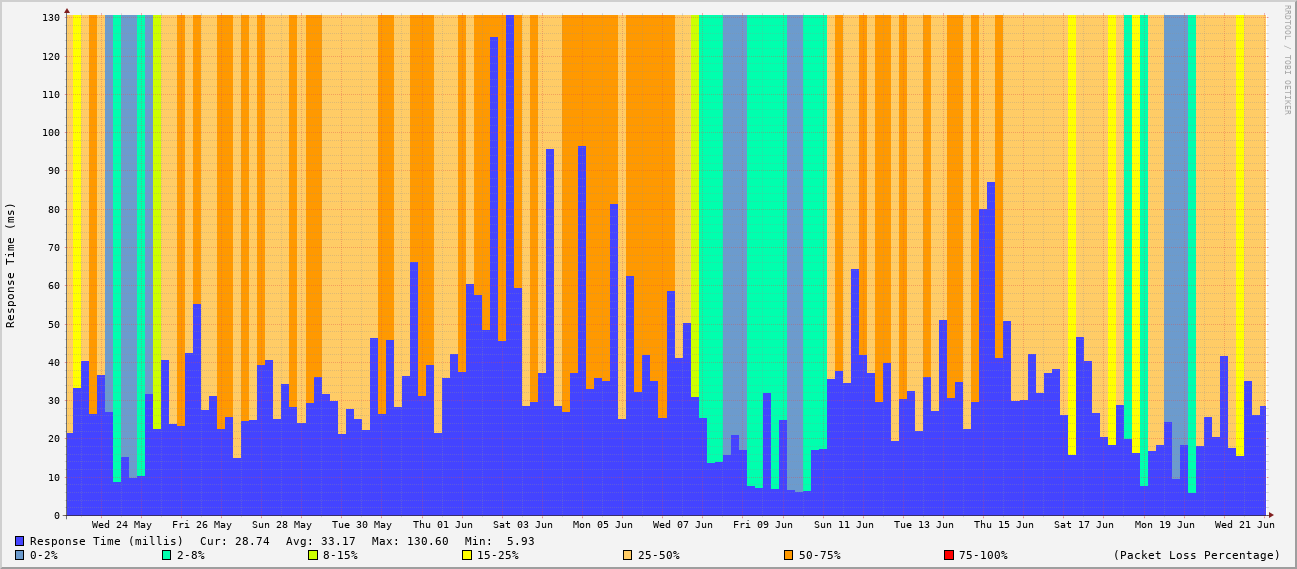 RRDTOOL / TOBI OETIKER
Response Time (ms)
130
120
110
100
90
80
70
60
50
40
30
20
10
0
Wed 24 May Fri 26 May Sun 28 May Tue 30 May Thu 01 Jun Sat 03 Jun Mon 05 Jun Wed 07 Jun Fri 09 Jun Sun 11 Jun Tue 13 Jun Thu 15 Jun Sat 17 Jun Mon 19 Jun Wed 21 Jun
Response Time (millis) Cur: 28.74 Avg: 33.17 Max: 130.60 Min: 5.93
0-2% 2-8% 8-15% 15-25% 25-50% 50-75% 75-100% (Packet Loss Percentage)